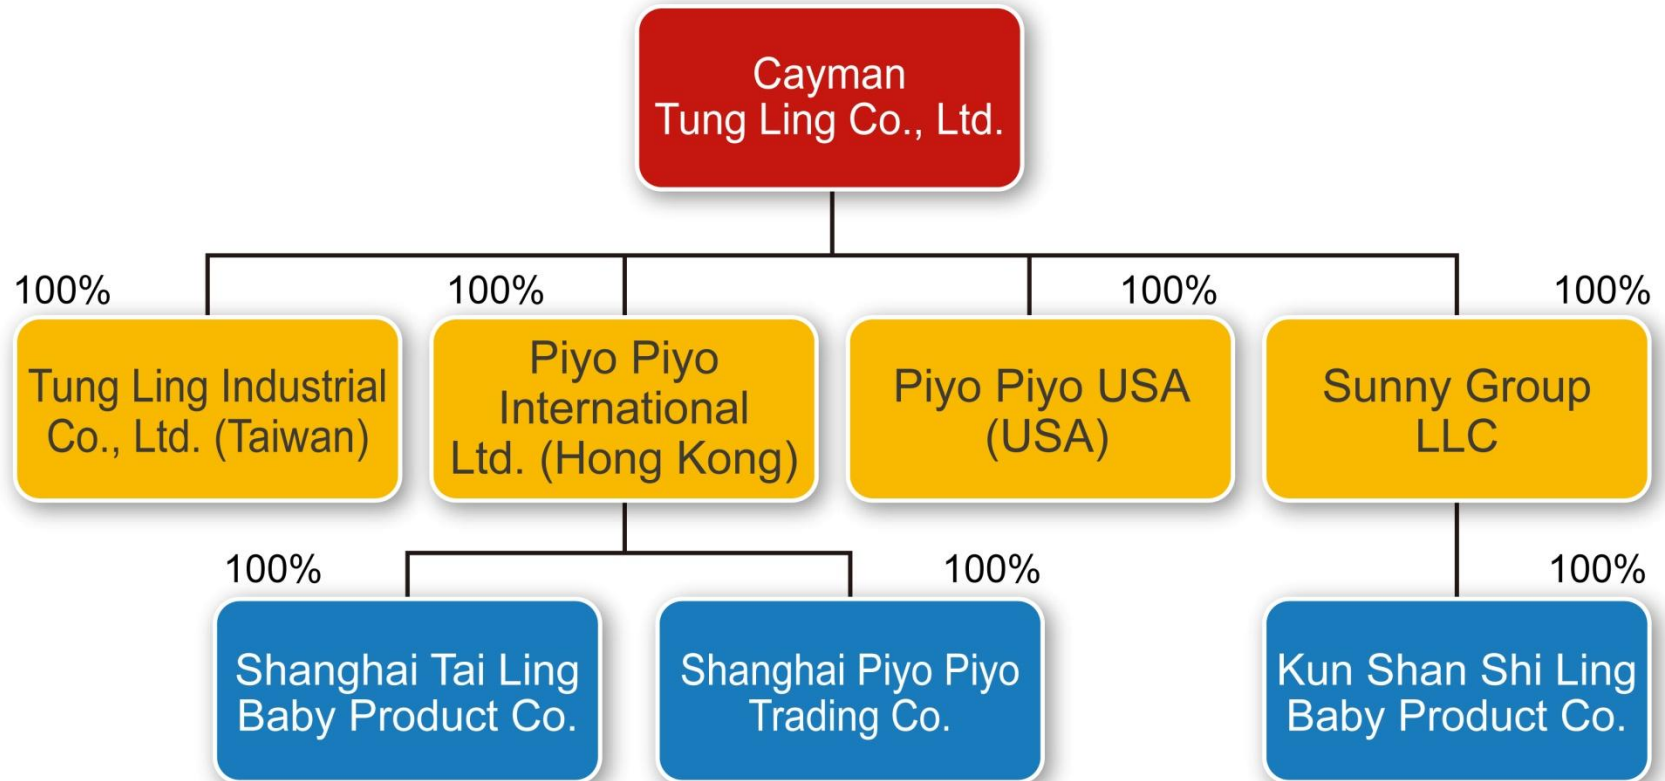 Cayman
Tung Ling Co., Ltd.
100%
100%
100%
100%
Tung Ling Industrial
Co., Ltd. (Taiwan)
Piyo Piyo
International
Ltd. (Hong Kong)
Piyo Piyo USA
(USA)
Sunny Group
LLC
100%
100%
100%
Shanghai Tai Ling
Baby Product Co.
Shanghai Piyo Piyo
Trading Co.
Kun Shan Shi Ling
Baby Product Co.